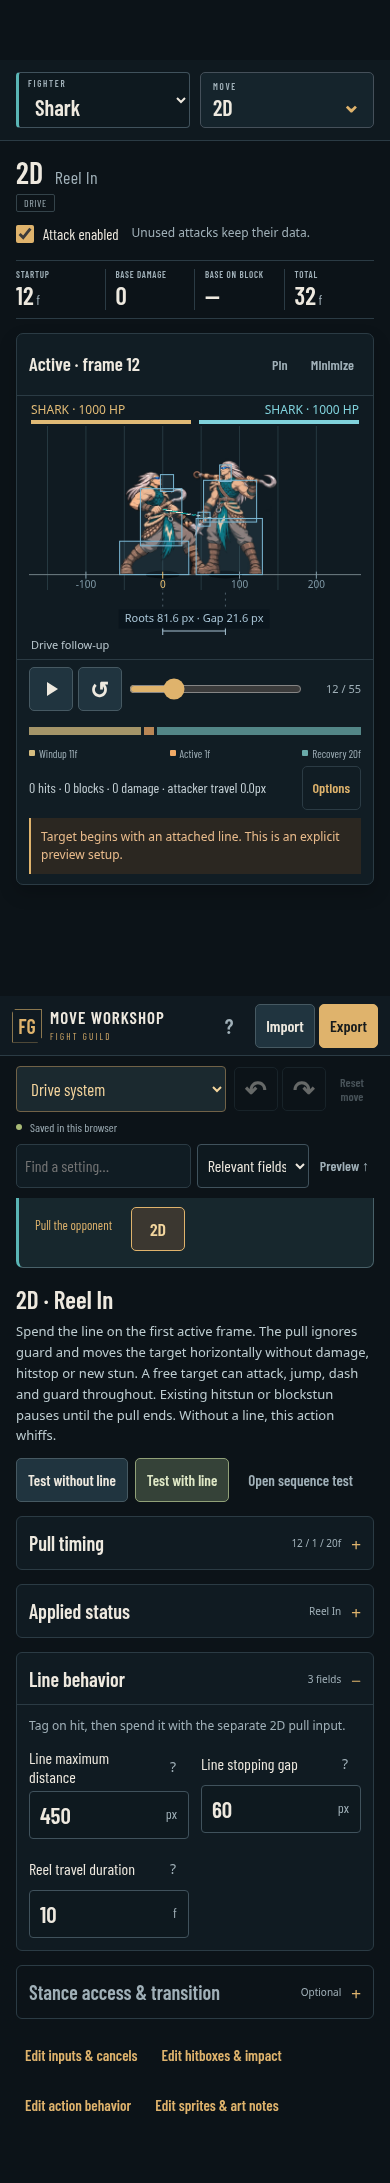 FIGHTER
Shark
MOVE
2D
2D Reel In
DRIVE
Attack enabled Unused attacks keep their data.
STARTUP
12 f
BASE DAMAGE
0
BASE ON BLOCK
—
TOTAL
32 f
Active · frame 12
Pin
Minimize
SHARK · 1000 HP
SHARK · 1000 HP
-100 0 100 200
Roots 81.6 px · Gap 21.6 px
Drive follow-up
12 / 55
Windup 11f
Active 1f
Recovery 20f
0 hits · 0 blocks · 0 damage · attacker travel 0.0px
Options
Target begins with an attached line. This is an explicit
preview setup.
FG
MOVE WORKSHOP
FIGHT GUILD
?
Import
Export
Drive system
Reset
move
Saved in this browser
Find a setting...
Relevant fields
Preview ↑
Pull the opponent
2D
2D · Reel In
Spend the line on the first active frame. The pull ignores
guard and moves the target horizontally without damage,
hitstop or new stun. A free target can attack, jump, dash
and guard throughout. Existing hitstun or blockstun
pauses until the pull ends. Without a line, this action
whiffs.
Test without line
Test with line
Open sequence test
Pull timing
12 / 1 / 20f +
Applied status
Reel In +
Line behavior
3 fields −
Tag on hit, then spend it with the separate 2D pull input.
Line maximum
distance
?
450 px
Line stopping gap ?
60 px
Reel travel duration ?
10 f
Stance access & transition
Optional +
Edit inputs & cancels
Edit hitboxes & impact
Edit action behavior
Edit sprites & art notes